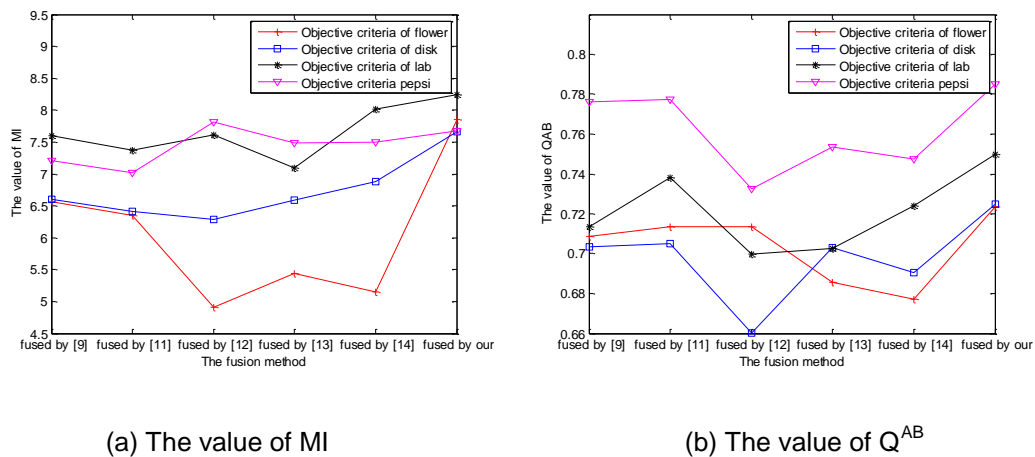 9.5
9
8.5
8
7.5
7
6.5
6
5.5
5
4.5
The value of MI
Objective criteria of flower
Objective criteria of disk
Objective criteria of lab
Objective criteria pepsi
fused by [9] fused by [11] fused by [12] fused by [13] fused by [14] fused by our
The fusion method
(a) The value of MI
0.8
0.78
0.76
0.74
0.72
0.7
0.68
0.66
The value of QAB
Objective criteria of flower
Objective criteria of disk
Objective criteria of lab
Objective criteria pepsi
fused by [9] fused by [11] fused by [12] fused by [13] fused by [14] fused by our
The fusion method
(b) The value of Q^AB